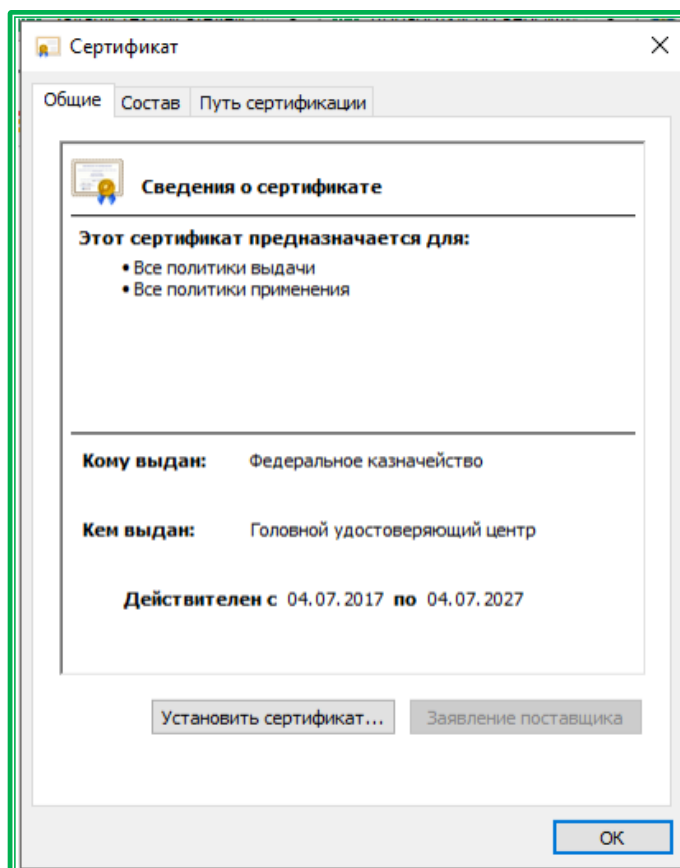 Сертификат
Общие Состав Путь сертификации
Сведения о сертификате
Этот сертификат предназначается для:
• Все политики выдачи
• Все политики применения
Кому выдан: Федеральное казначейство
Кем выдан: Головной удостоверяющий центр
Действителен с 04.07.2017 по 04.07.2027
Установить сертификат... Заявление поставщика
ОК